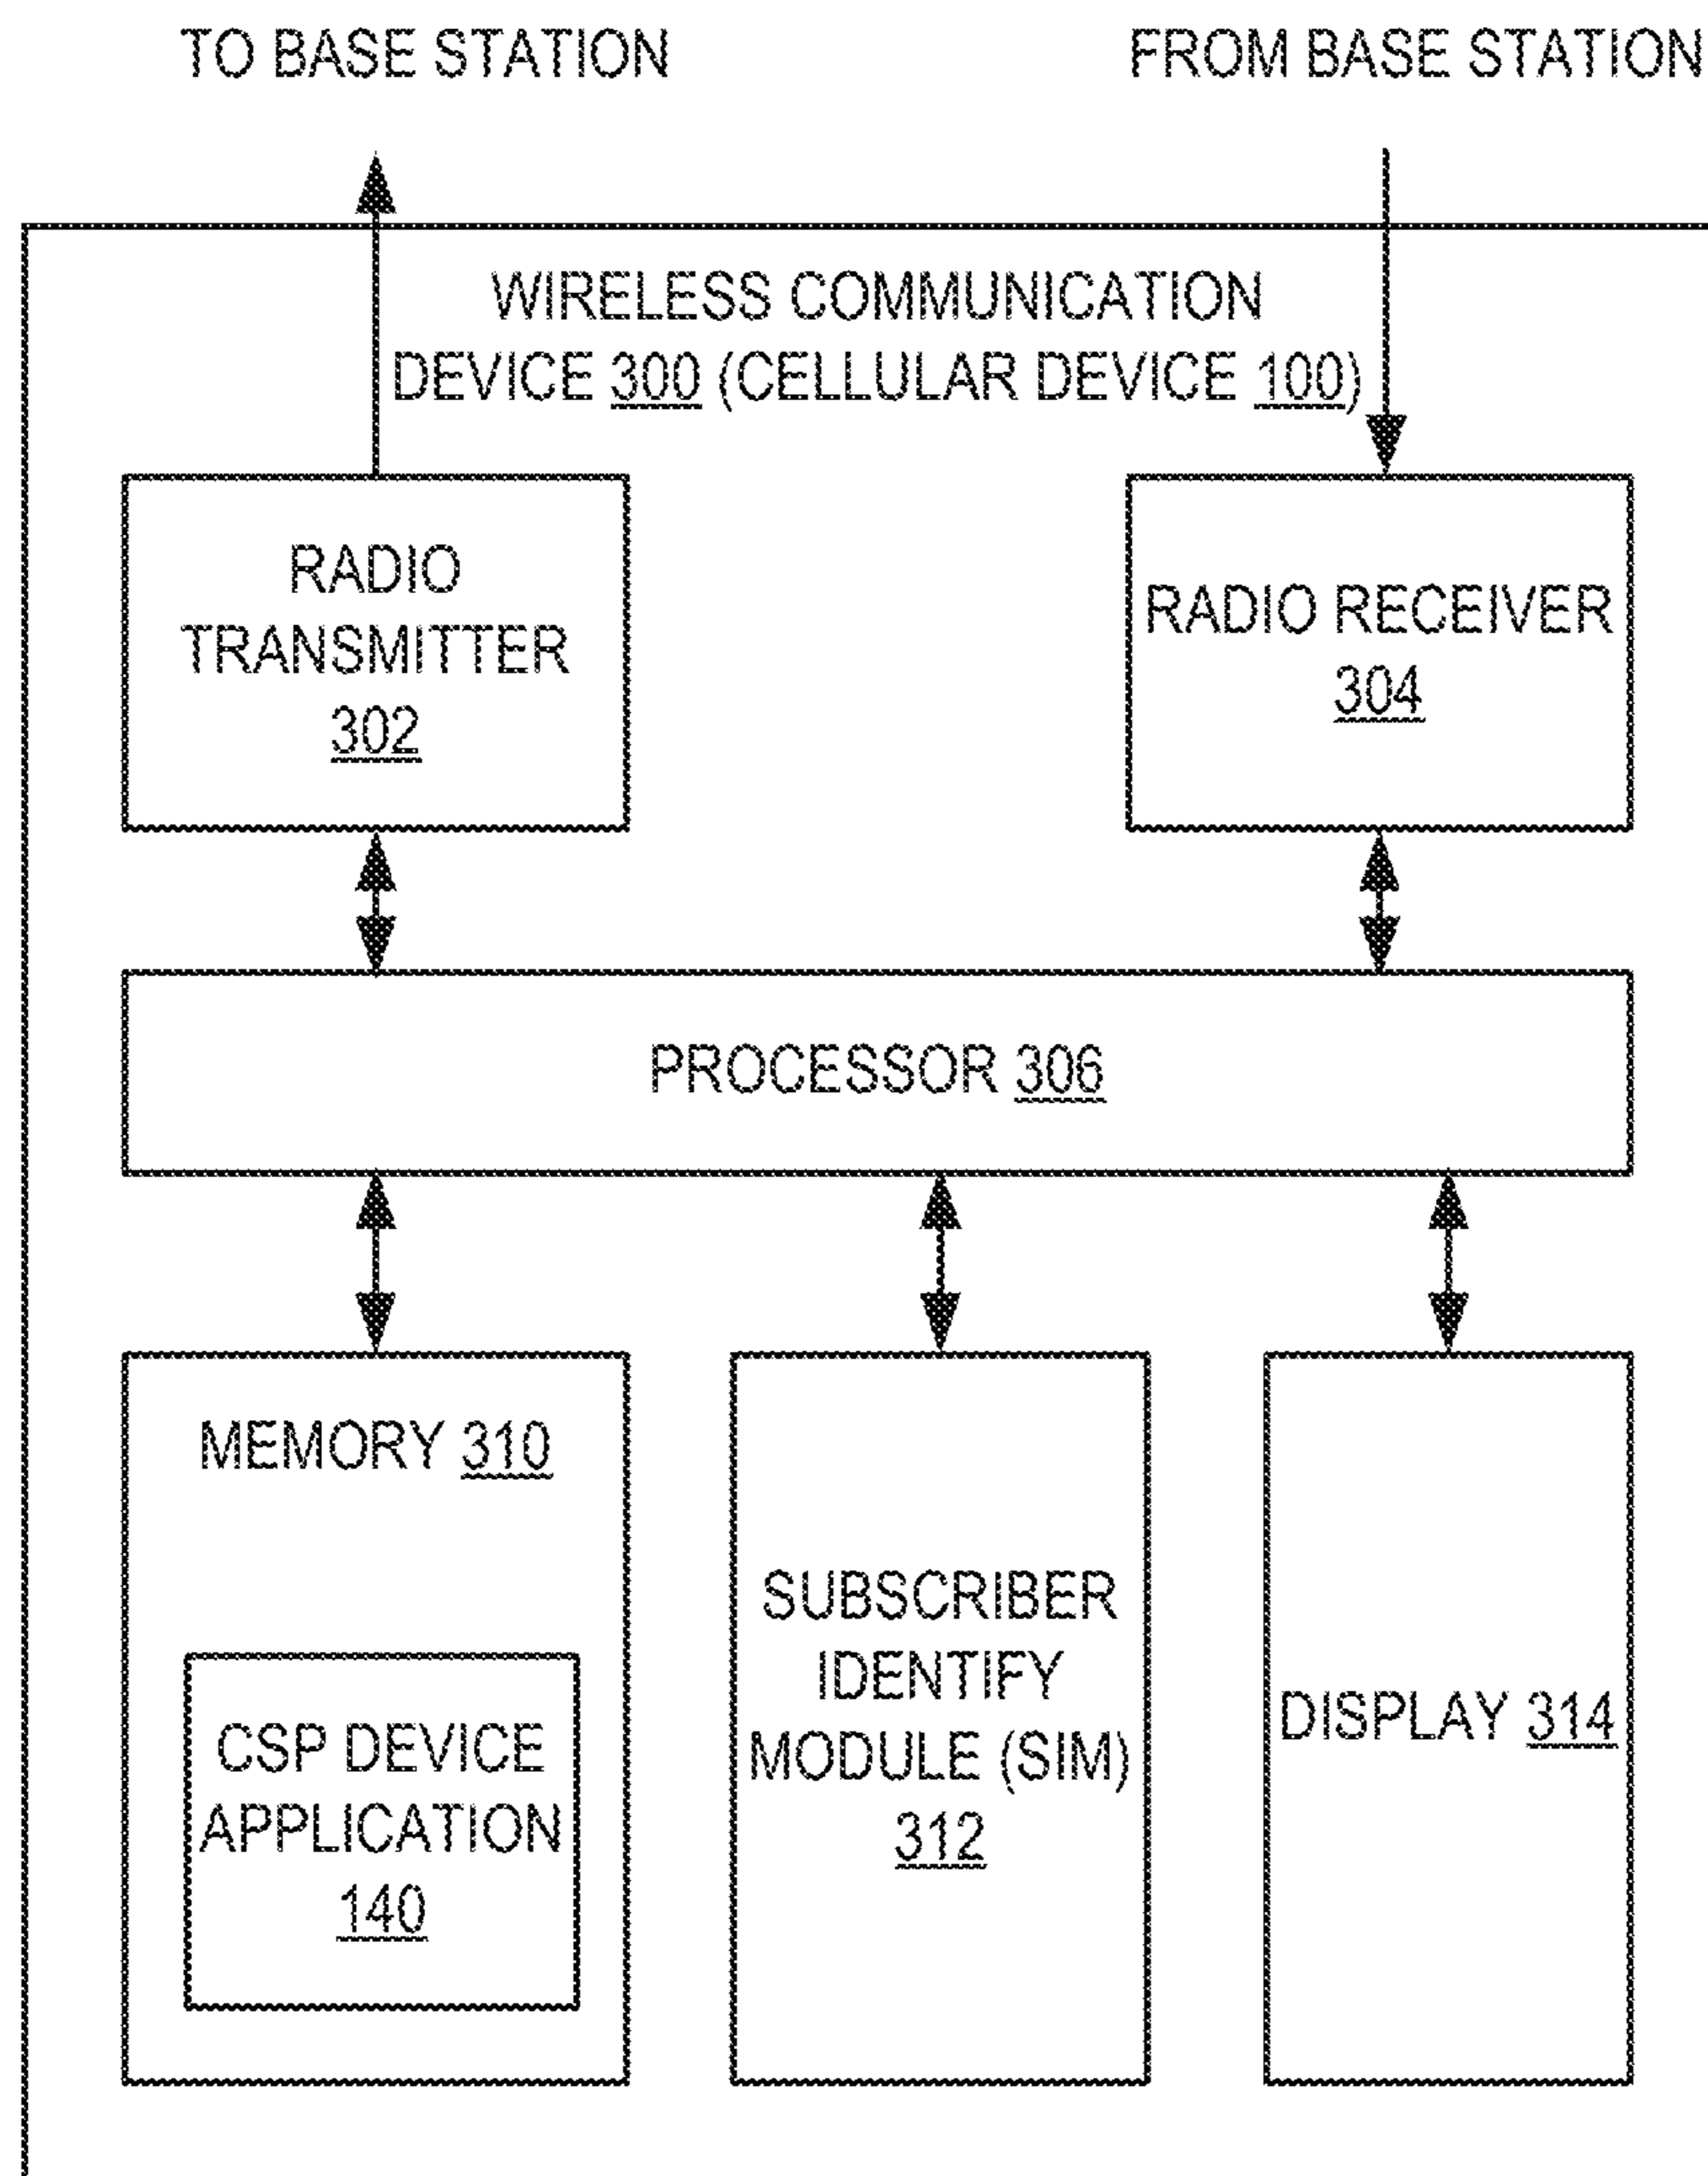 TO BASE STATION
FROM BASE STATION
WIRELESS COMMUNICATION
DEVICE 300 (CELLULAR DEVICE 100)
RADIO
TRANSMITTER
302
RADIO RECEIVER
304
PROCESSOR 306
MEMORY 310
CSP DEVICE
APPLICATION
140
SUBSCRIBER
IDENTIFY
MODULE (SIM)
312
DISPLAY 314